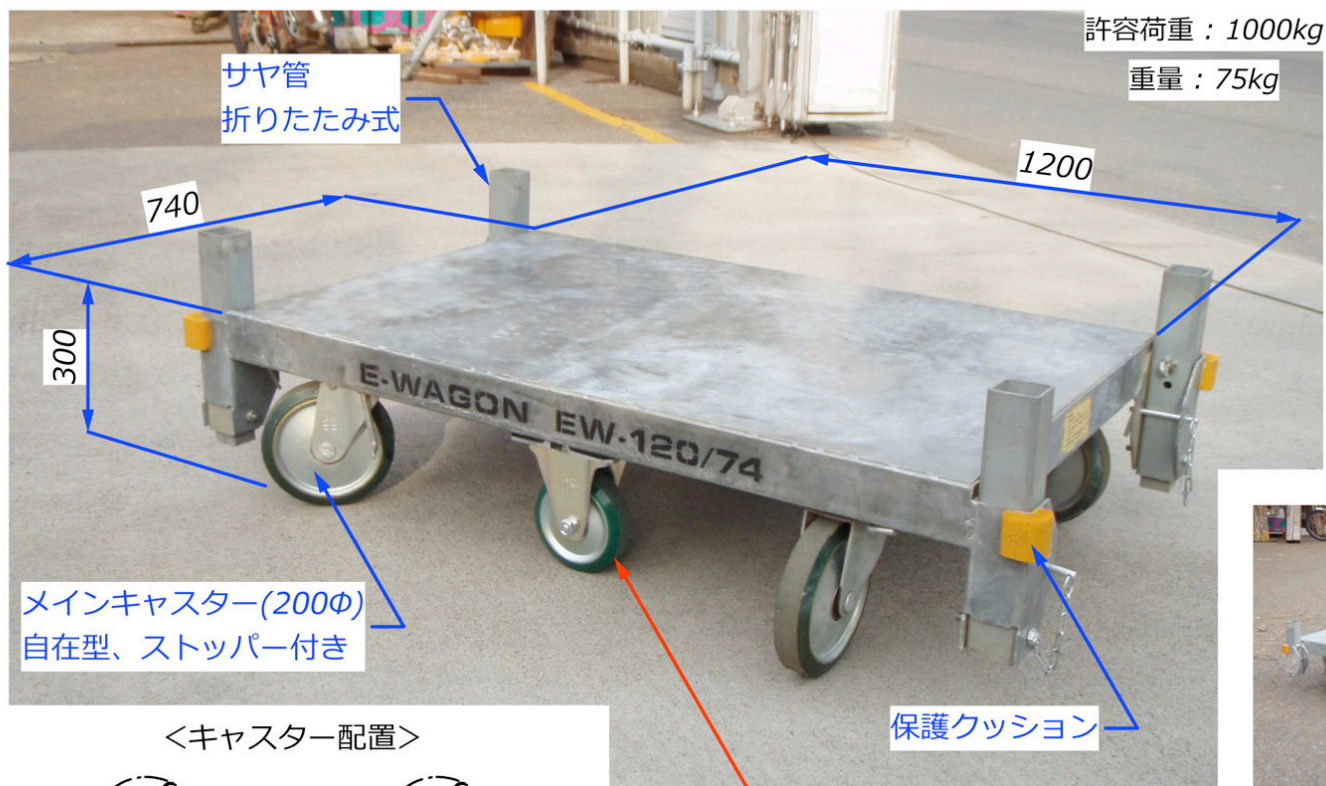 許容荷重：1000kg
重量：75kg
サヤ管
折りたたみ式
1200
740
300
E-WAGON EW-120/74
メインキャスター(200Φ)
自在型、ストッパー付き
保護クッション
<キャスター配置>